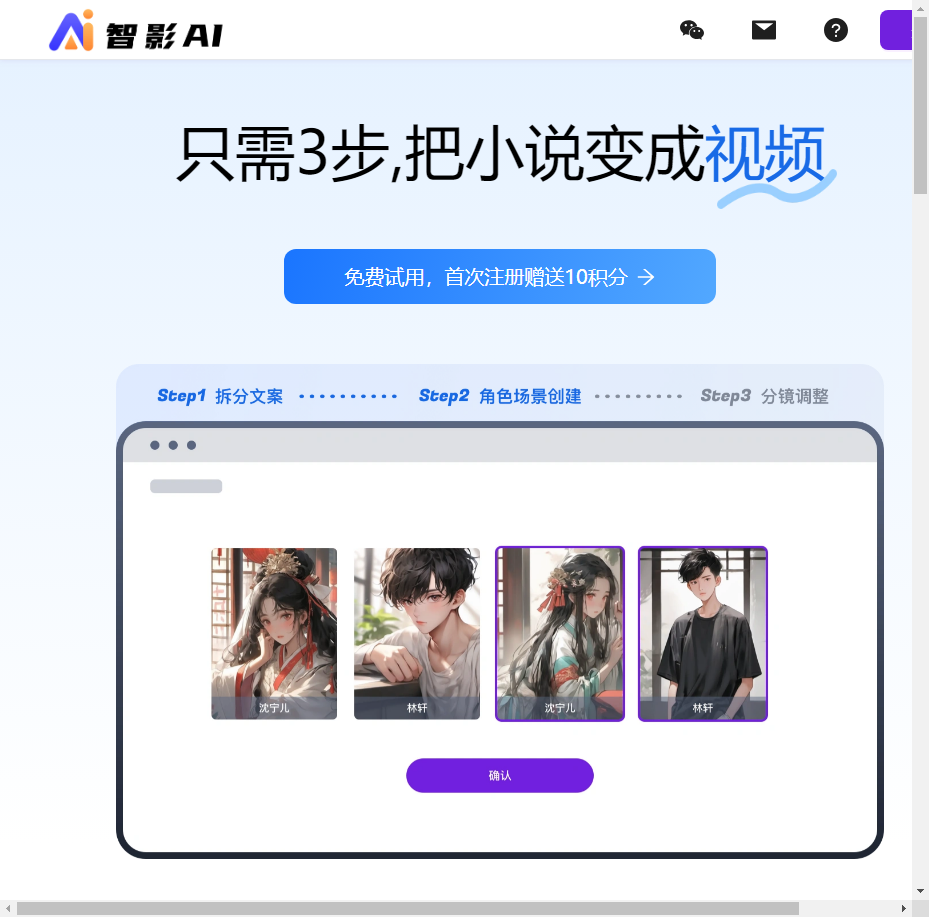 智影AI
只需3步,把小说变成视频
免费试用，首次注册赠送10积分 →
Step1 拆分文案 Step2 角色场景创建 Step3 分镜调整
沈宁儿 林轩 沈宁儿 林轩
确认